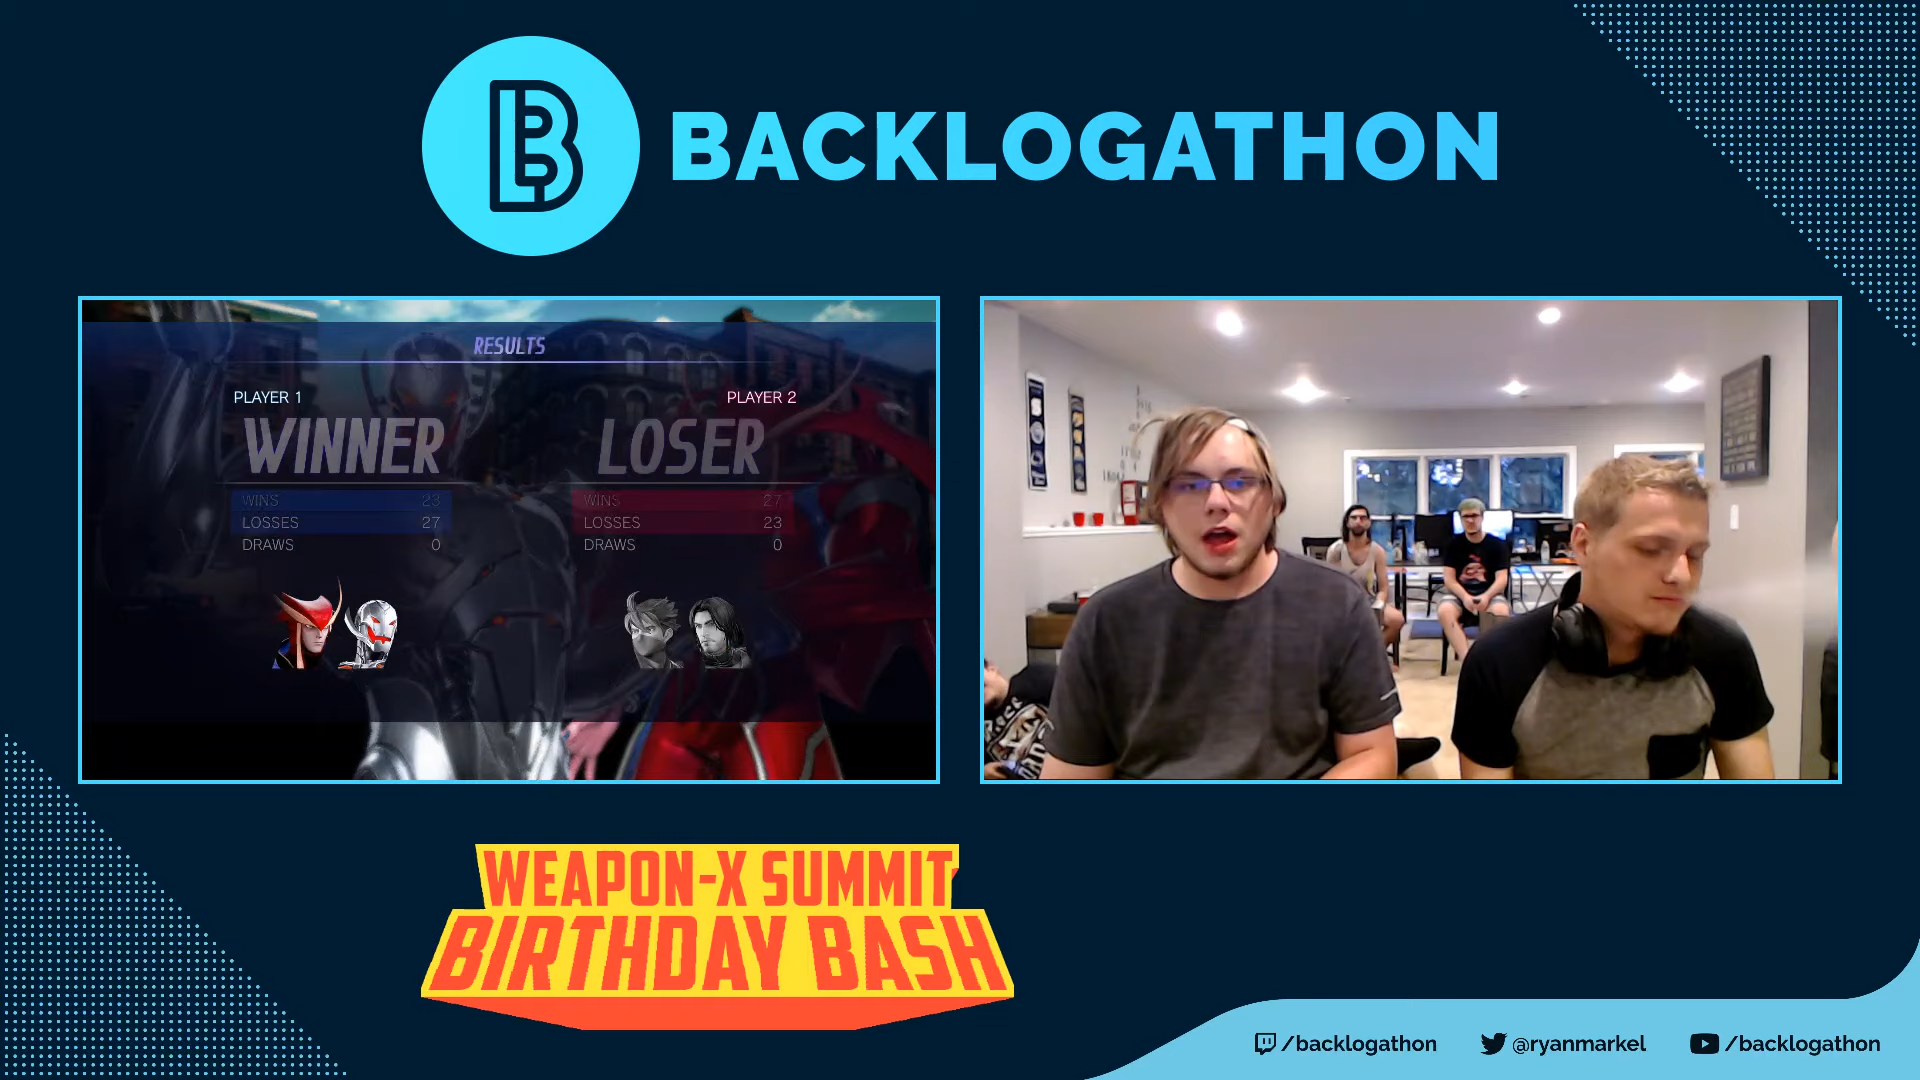 BACKLOGATHON
RESULTS
PLAYER 1
PLAYER 2
WINNER
LOSER
WINS 23
WINS 27
LOSSES 27
LOSSES 23
DRAWS 0
DRAWS 0
WEAPON-X SUMMIT
BIRTHDAY BASH
/backlogathon
@ryanmarkel
/backlogathon